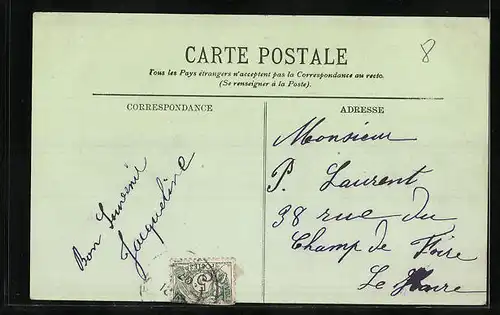 8
CARTE POSTALE
Tous les Pays étrangers n'acceptent pas la Correspondance au recto.
(Se renseigner à la Poste).
CORRESPONDANCE
Bon Souvenir
Jacqueline
5
ADRESSE
Monsieur
P. Laurent
38 rue du
Champ de Foire
Le Havre